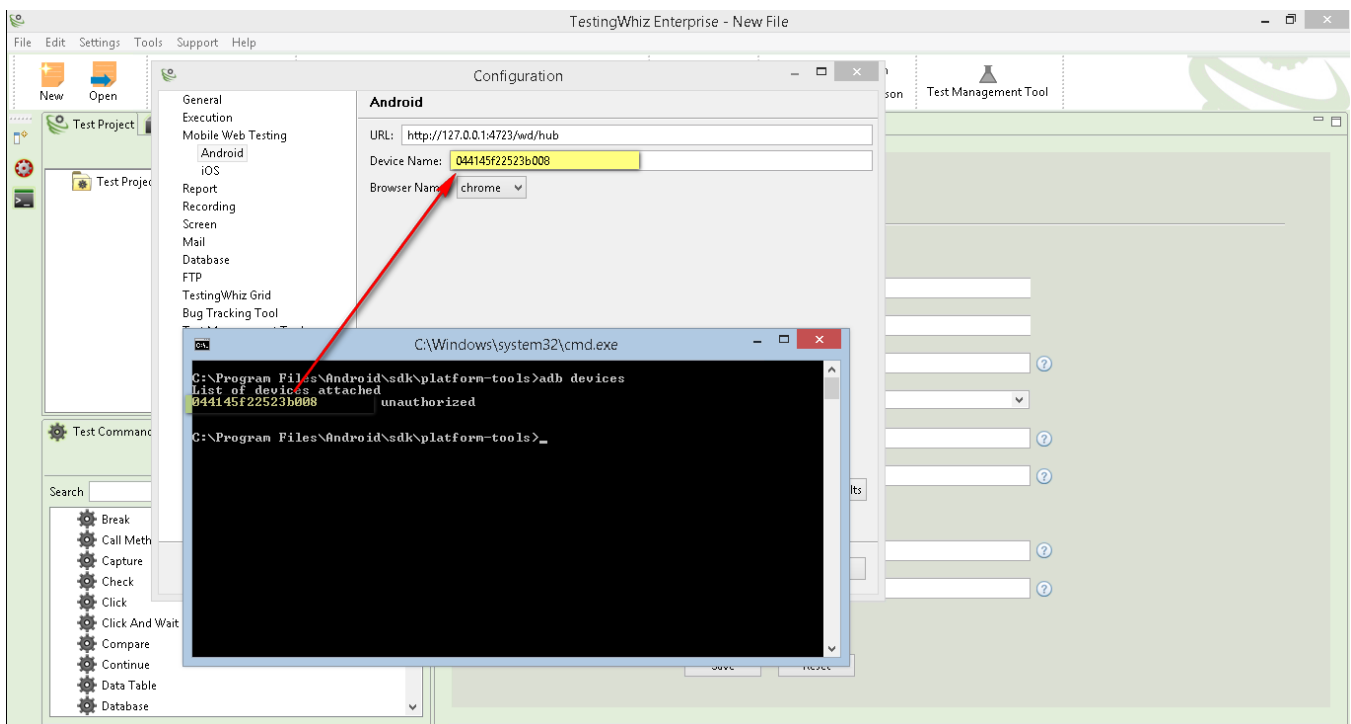 TestingWhiz Enterprise - New File
File Edit Settings Tools Support Help
New Open
Test Management Tool
Test Project
Test Projec
Configuration
General
Execution
Mobile Web Testing
Android
iOS
Report
Recording
Screen
Mail
Database
FTP
TestingWhiz Grid
Bug Tracking Tool
Android
URL: http://127.0.0.1:4723/wd/hub
Device Name: 044145f22523b008
Browser Nam chrome
C:\Windows\system32\cmd.exe
C:\Program Files\Android\sdk\platform-tools>adb devices
List of devices attached
044145f22523b008 unauthorized
C:\Program Files\Android\sdk\platform-tools>_
lts
Test Command
Search
Break
Call Meth
Capture
Check
Click
Click And Wait
Compare
Continue
Data Table
Database
Save Reset